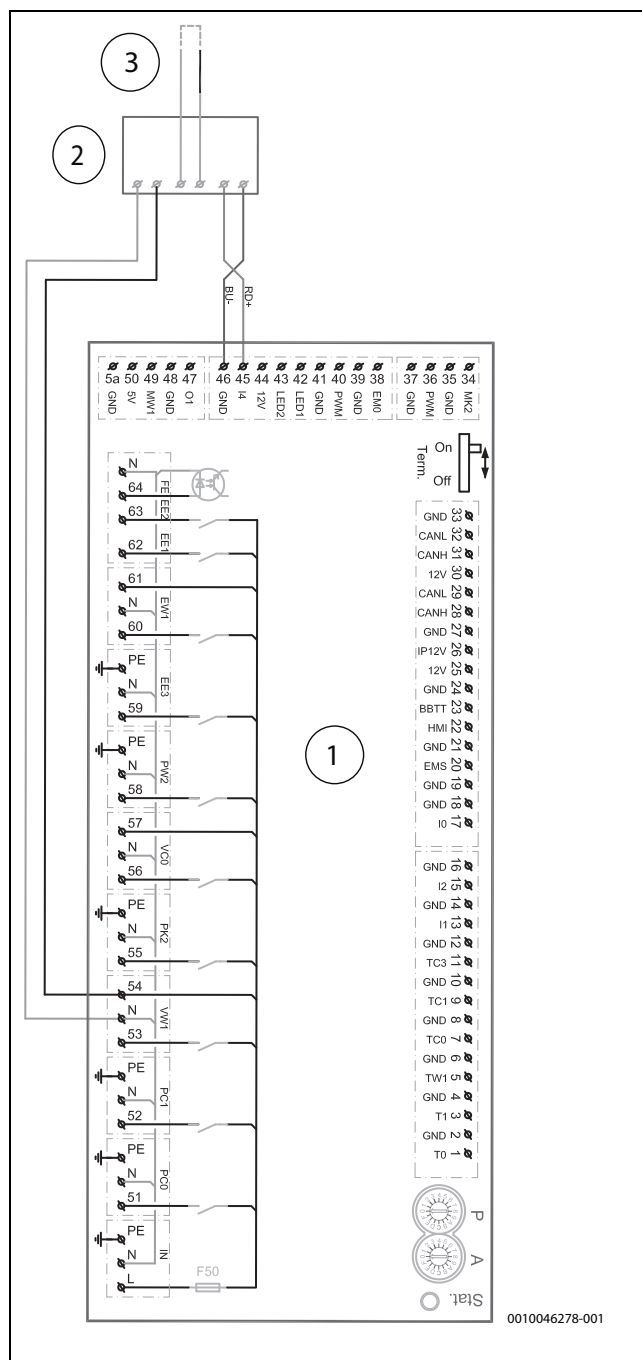 3
2
BU-
RD+
5a 50 49 48 47 46 45 44 43 42 41 40 39 38 37 36 35 34
GND 5V MW1 GND O1 GND I4 12V LED2 LED1 GND PWM GND EM0 GND PWM GND MK2
On
Term.
Off
N
64 FE
63 EE2
62 EE1
61
N EW1
60
PE
N EE3
59
PE
N PW2
58
57
N VC0
56
PE
N PK2
55
54
N VW1
53
PE
N PC1
52
PE
N PC0
51
PE
N IN
L
F50
1
GND 33
CANL 32
CANH 31
12V 30
CANL 29
CANH 28
GND 27
IP12V 26
12V 25
GND 24
BBTT 23
HMI 22
GND 21
EMS 20
GND 19
GND 18
I0 17
GND 16
I2 15
GND 14
I1 13
GND 12
TC3 11
GND 10
TC1 9
GND 8
TC0 7
GND 6
TW1 5
GND 4
T1 3
GND 2
T0 1
P
A
Stat.
0010046278-001